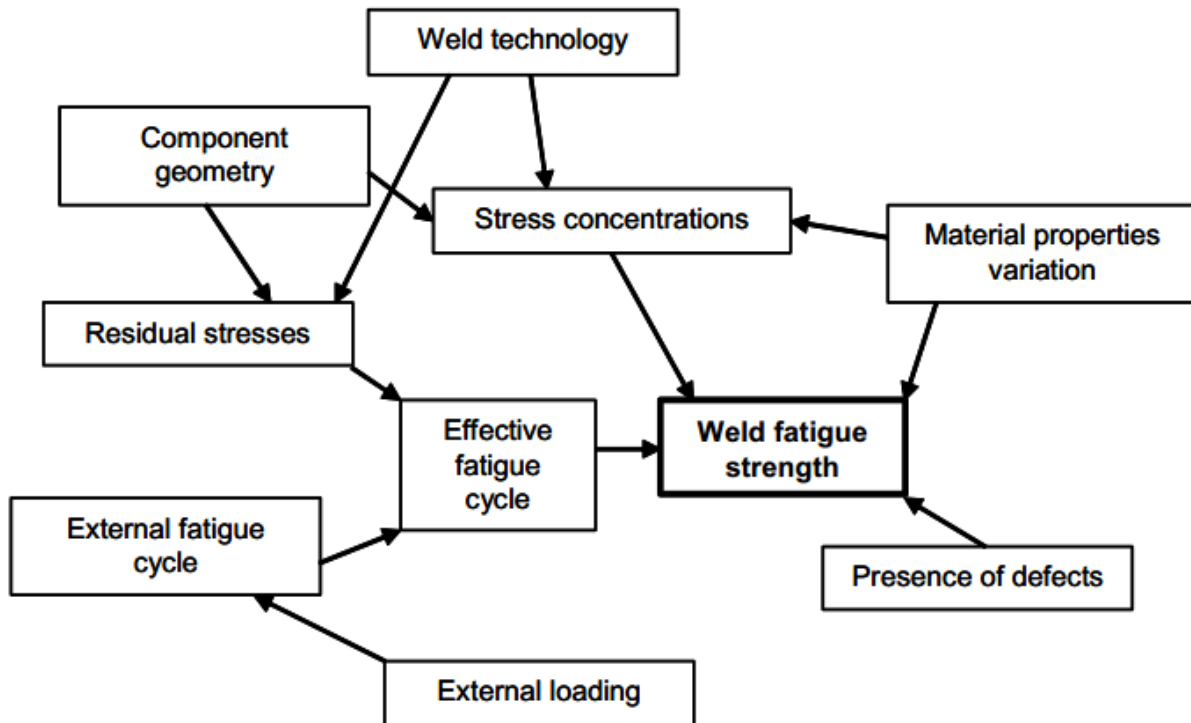 Weld technology
Component
geometry
Stress concentrations
Material properties
variation
Residual stresses
Effective
fatigue
cycle
Weld fatigue
strength
External fatigue
cycle
Presence of defects
External loading